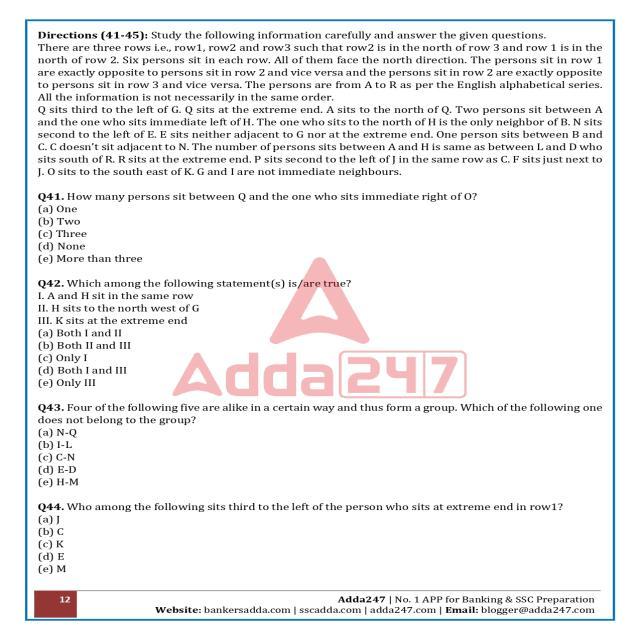 Directions (41-45): Study the following information carefully and answer the given questions.
There are three rows i.e., row1, row2 and row3 such that row2 is in the north of row 3 and row 1 is in the
north of row 2. Six persons sit in each row. All of them face the north direction. The persons sit in row 1
are exactly opposite to persons sit in row 2 and vice versa and the persons sit in row 2 are exactly opposite
to persons sit in row 3 and vice versa. The persons are from A to R as per the English alphabetical series.
All the information is not necessarily in the same order.
Q sits third to the left of G. Q sits at the extreme end. A sits to the north of Q. Two persons sit between A
and the one who sits immediate left of H. The one who sits to the north of H is the only neighbor of B. N sits
second to the left of E. E sits neither adjacent to G nor at the extreme end. One person sits between B and
C. C doesn't sit adjacent to N. The number of persons sits between A and H is same as between L and D who
sits south of R. R sits at the extreme end. P sits second to the left of J in the same row as C. F sits just next to
J. O sits to the south east of K. G and I are not immediate neighbours.
Q41. How many persons sit between Q and the one who sits immediate right of O?
(a) One
(b) Two
(c) Three
(d) None
(e) More than three
Q42. Which among the following statement(s) is/are true?
I. A and H sit in the same row
II. H sits to the north west of G
III. K sits at the extreme end
(a) Both I and II
(b) Both II and III
(c) Only I
(d) Both I and III
(e) Only III
Adda247
Q43. Four of the following five are alike in a certain way and thus form a group. Which of the following one
does not belong to the group?
(a) N-Q
(b) I-L
(c) C-N
(d) E-D
(e) H-M
Q44. Who among the following sits third to the left of the person who sits at extreme end in row1?
(a) J
(b) C
(c) K
(d) E
(e) M
12
Adda247 | No. 1 APP for Banking & SSC Preparation
Website: bankersadda.com | sscadda.com | adda247.com | Email: blogger@adda247.com